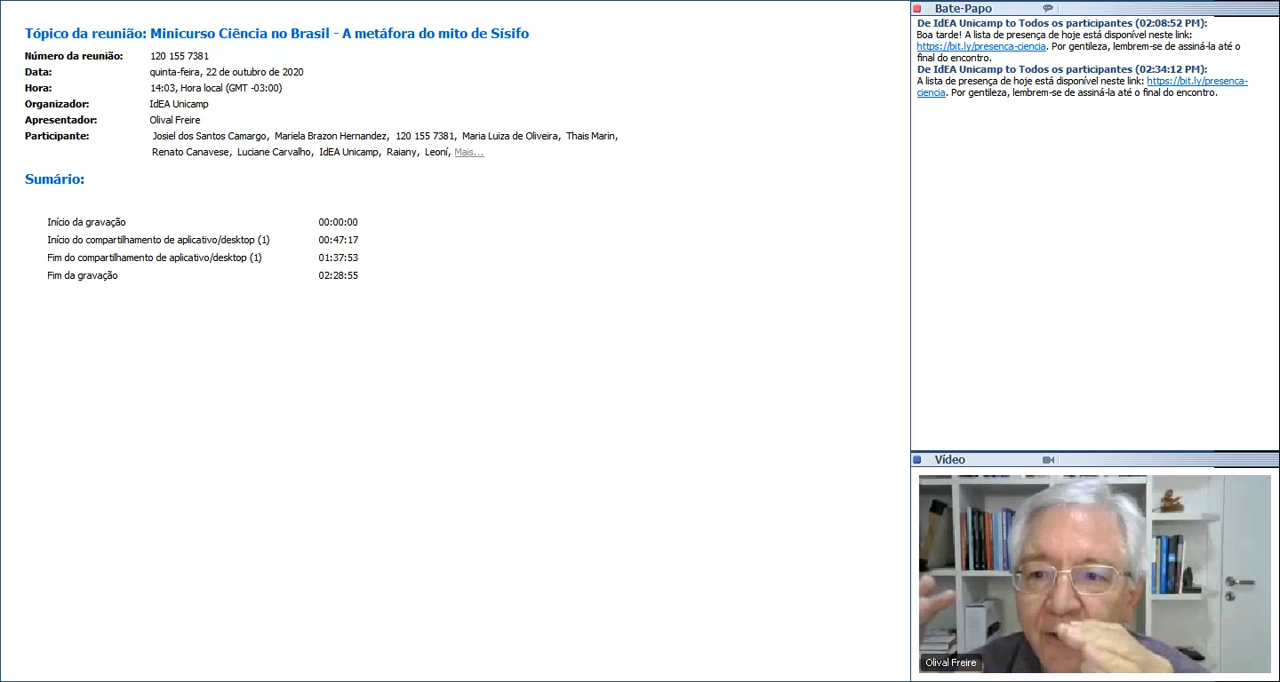 Tópico da reunião: Minicurso Ciência no Brasil - A metáfora do mito de Sísifo
Número da reunião: 120 155 7381
Data: quinta-feira, 22 de outubro de 2020
Hora: 14:03, Hora local (GMT -03:00)
Organizador: IdEA Unicamp
Apresentador: Olival Freire
Participante: Josiel dos Santos Camargo, Mariela Brazon Hernandez, 120 155 7381, Maria Luiza de Oliveira, Thais Marin,
Renato Canavese, Luciane Carvalho, IdEA Unicamp, Raiany, Leoní, Mais...
Sumário:
Início da gravação 00:00:00
Início do compartilhamento de aplicativo/desktop (1) 00:47:17
Fim do compartilhamento de aplicativo/desktop (1) 01:37:53
Fim da gravação 02:28:55
Bate-Papo
De IdEA Unicamp to Todos os participantes (02:08:52 PM):
Boa tarde! A lista de presença de hoje está disponível neste link:
https://bit.ly/presenca-ciencia. Por gentileza, lembrem-se de assiná-la até o
final do encontro.
De IdEA Unicamp to Todos os participantes (02:34:12 PM):
A lista de presença de hoje está disponível neste link: https://bit.ly/presenca-
ciencia. Por gentileza, lembrem-se de assiná-la até o final do encontro.
Vídeo
Olival Freire